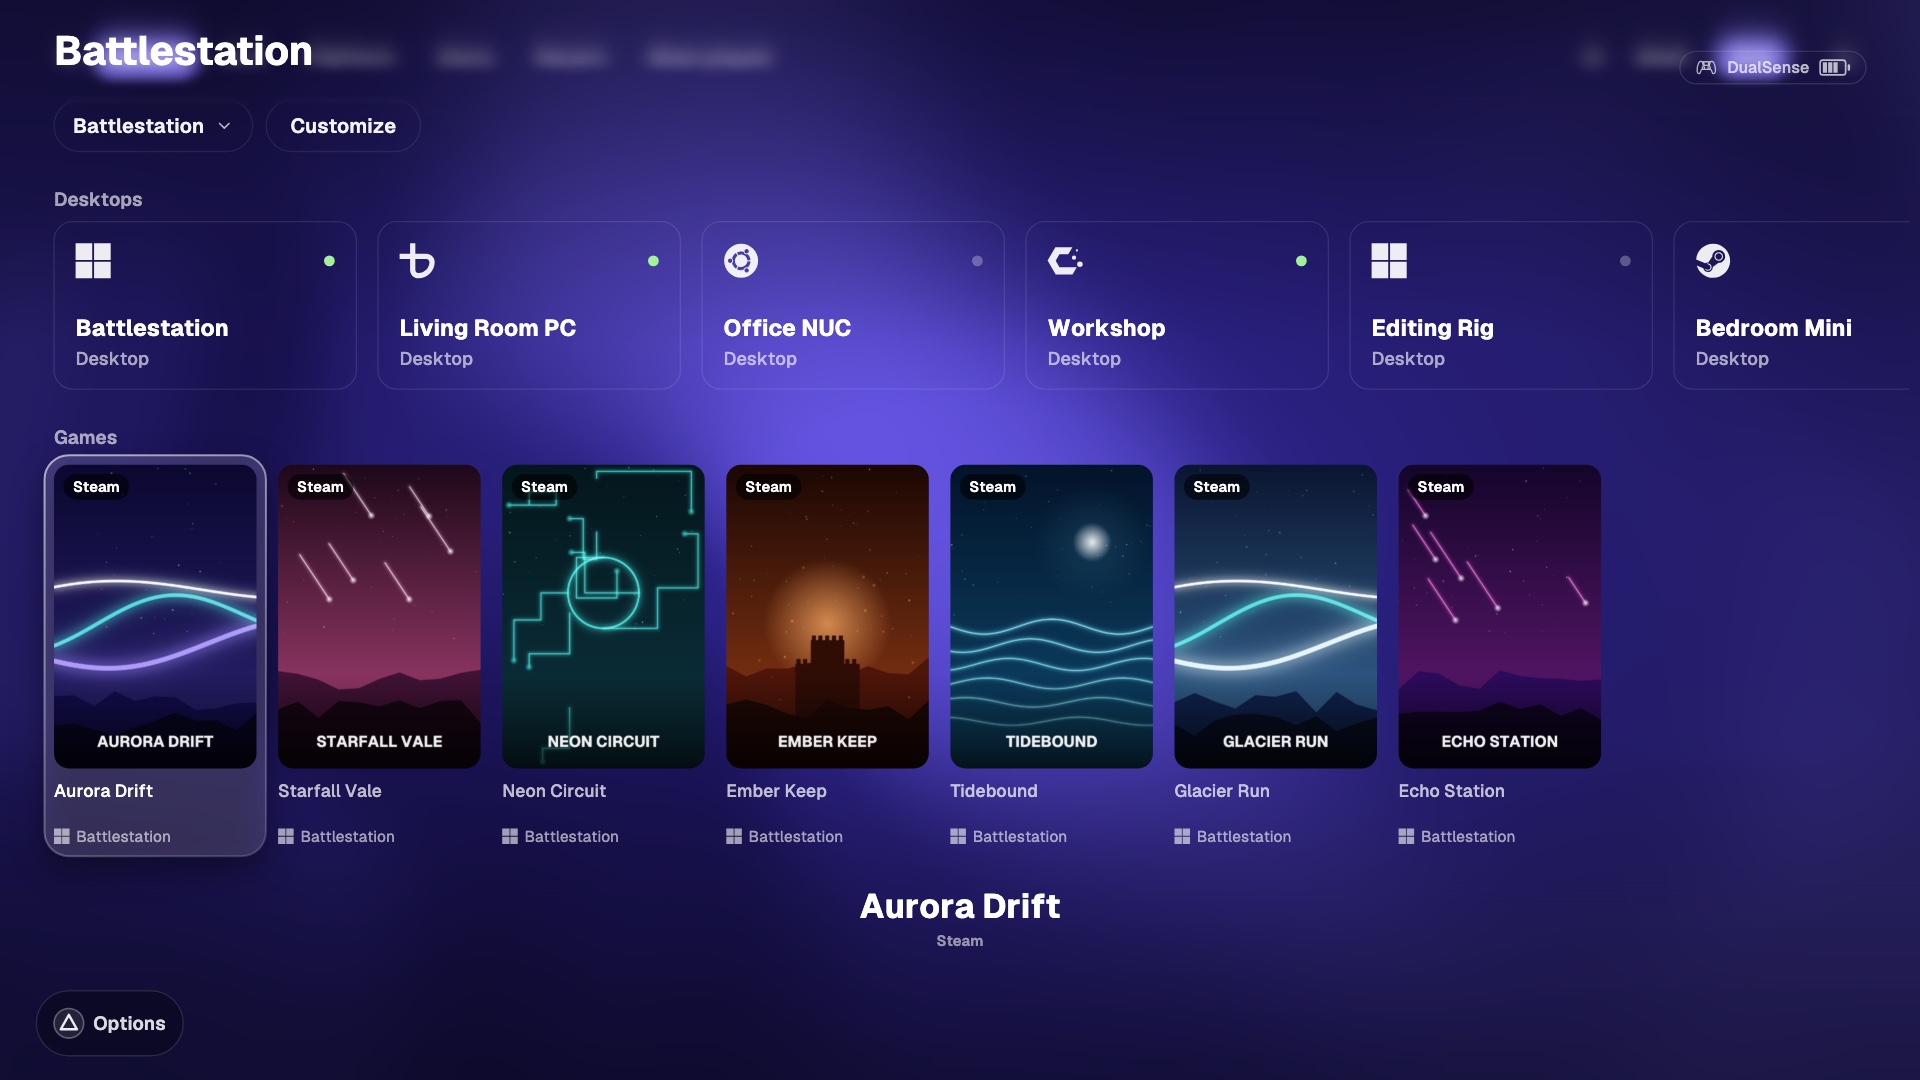 Battlestation
DualSense
Battlestation
Customize
Desktops
Battlestation
Desktop
Living Room PC
Desktop
Office NUC
Desktop
Workshop
Desktop
Editing Rig
Desktop
Bedroom Mini
Desktop
Games
Steam
AURORA DRIFT
Aurora Drift
Battlestation
Steam
STARFALL VALE
Starfall Vale
Battlestation
Steam
NEON CIRCUIT
Neon Circuit
Battlestation
Steam
EMBER KEEP
Ember Keep
Battlestation
Steam
TIDEBOUND
Tidebound
Battlestation
Steam
GLACIER RUN
Glacier Run
Battlestation
Steam
ECHO STATION
Echo Station
Battlestation
Aurora Drift
Steam
Options